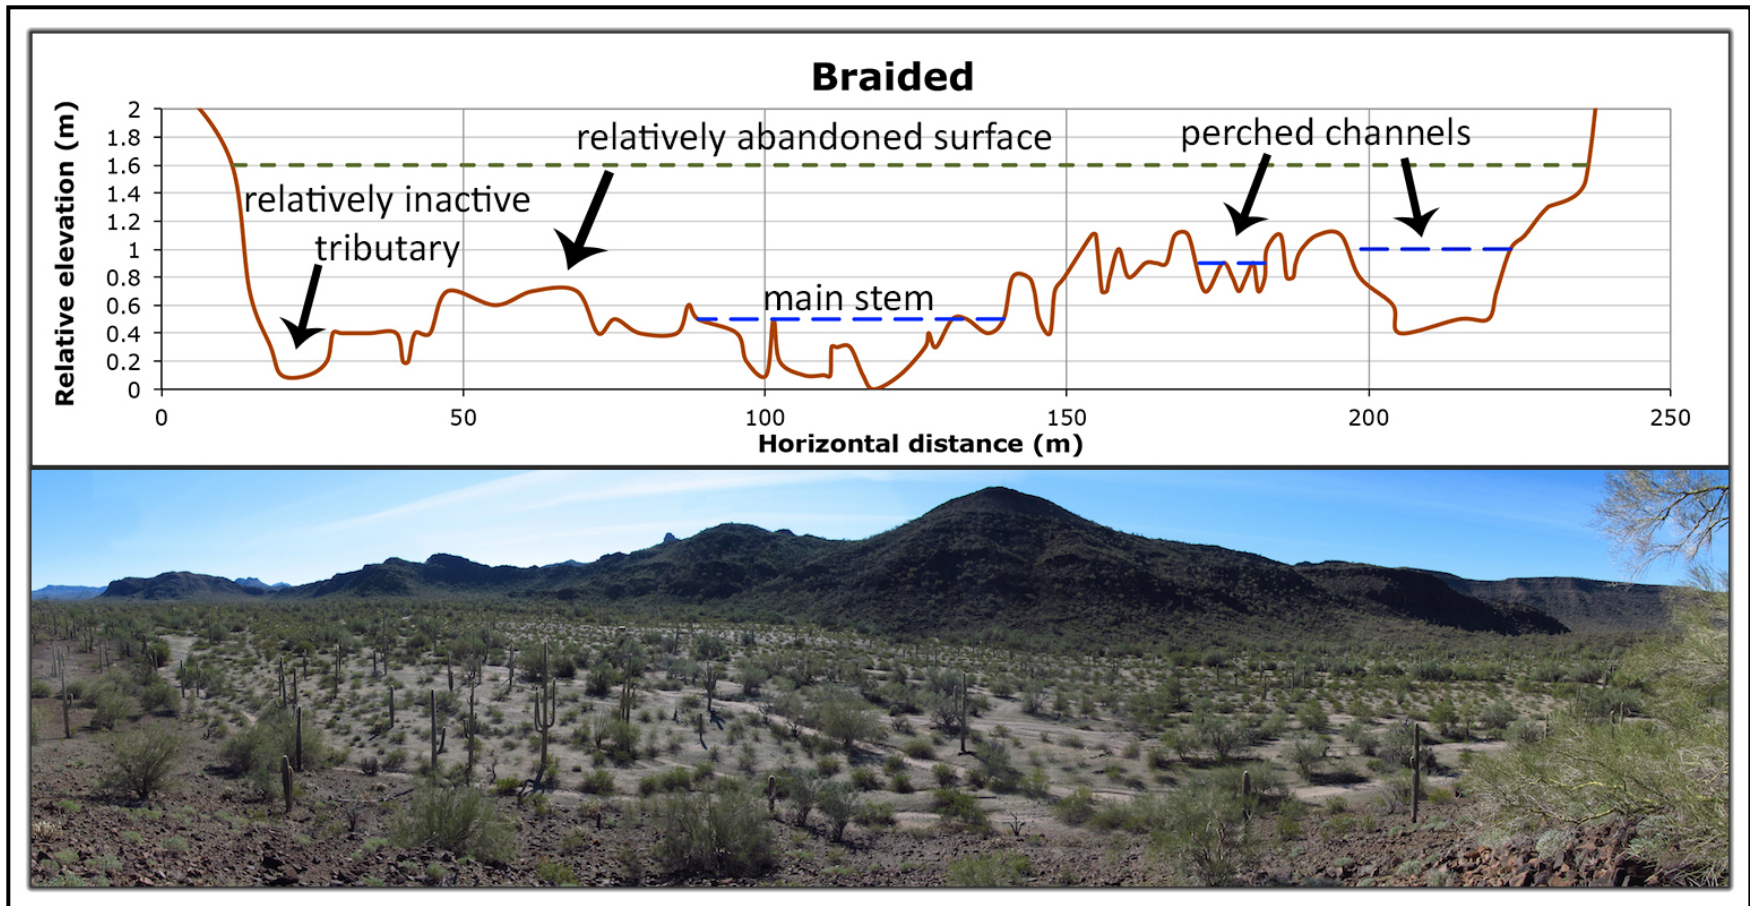 Braided
Relative elevation (m)
2
1.8
1.6
1.4
1.2
1
0.8
0.6
0.4
0.2
0
relatively abandoned surface
perched channels
relatively inactive
tributary
main stem
0 50 100 150 200 250
Horizontal distance (m)